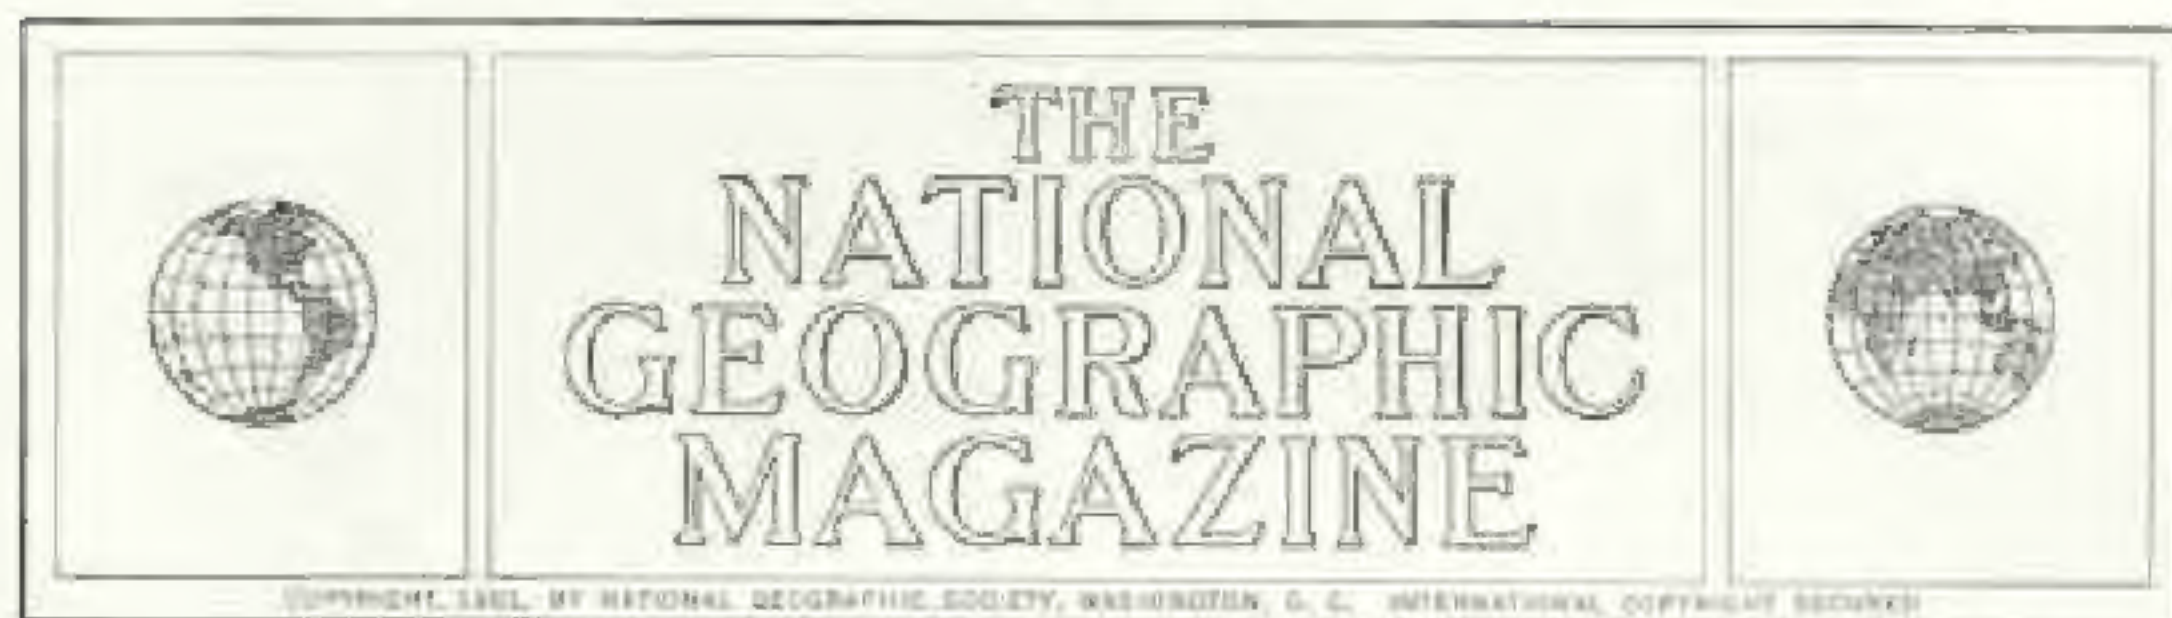 THE
NATIONAL
GEOGRAPHIC
MAGAZINE
COPYRIGHT BY NATIONAL GEOGRAPHIC SOCIETY, WASHINGTON, D. C. INTERNATIONAL COPYRIGHT SECURED